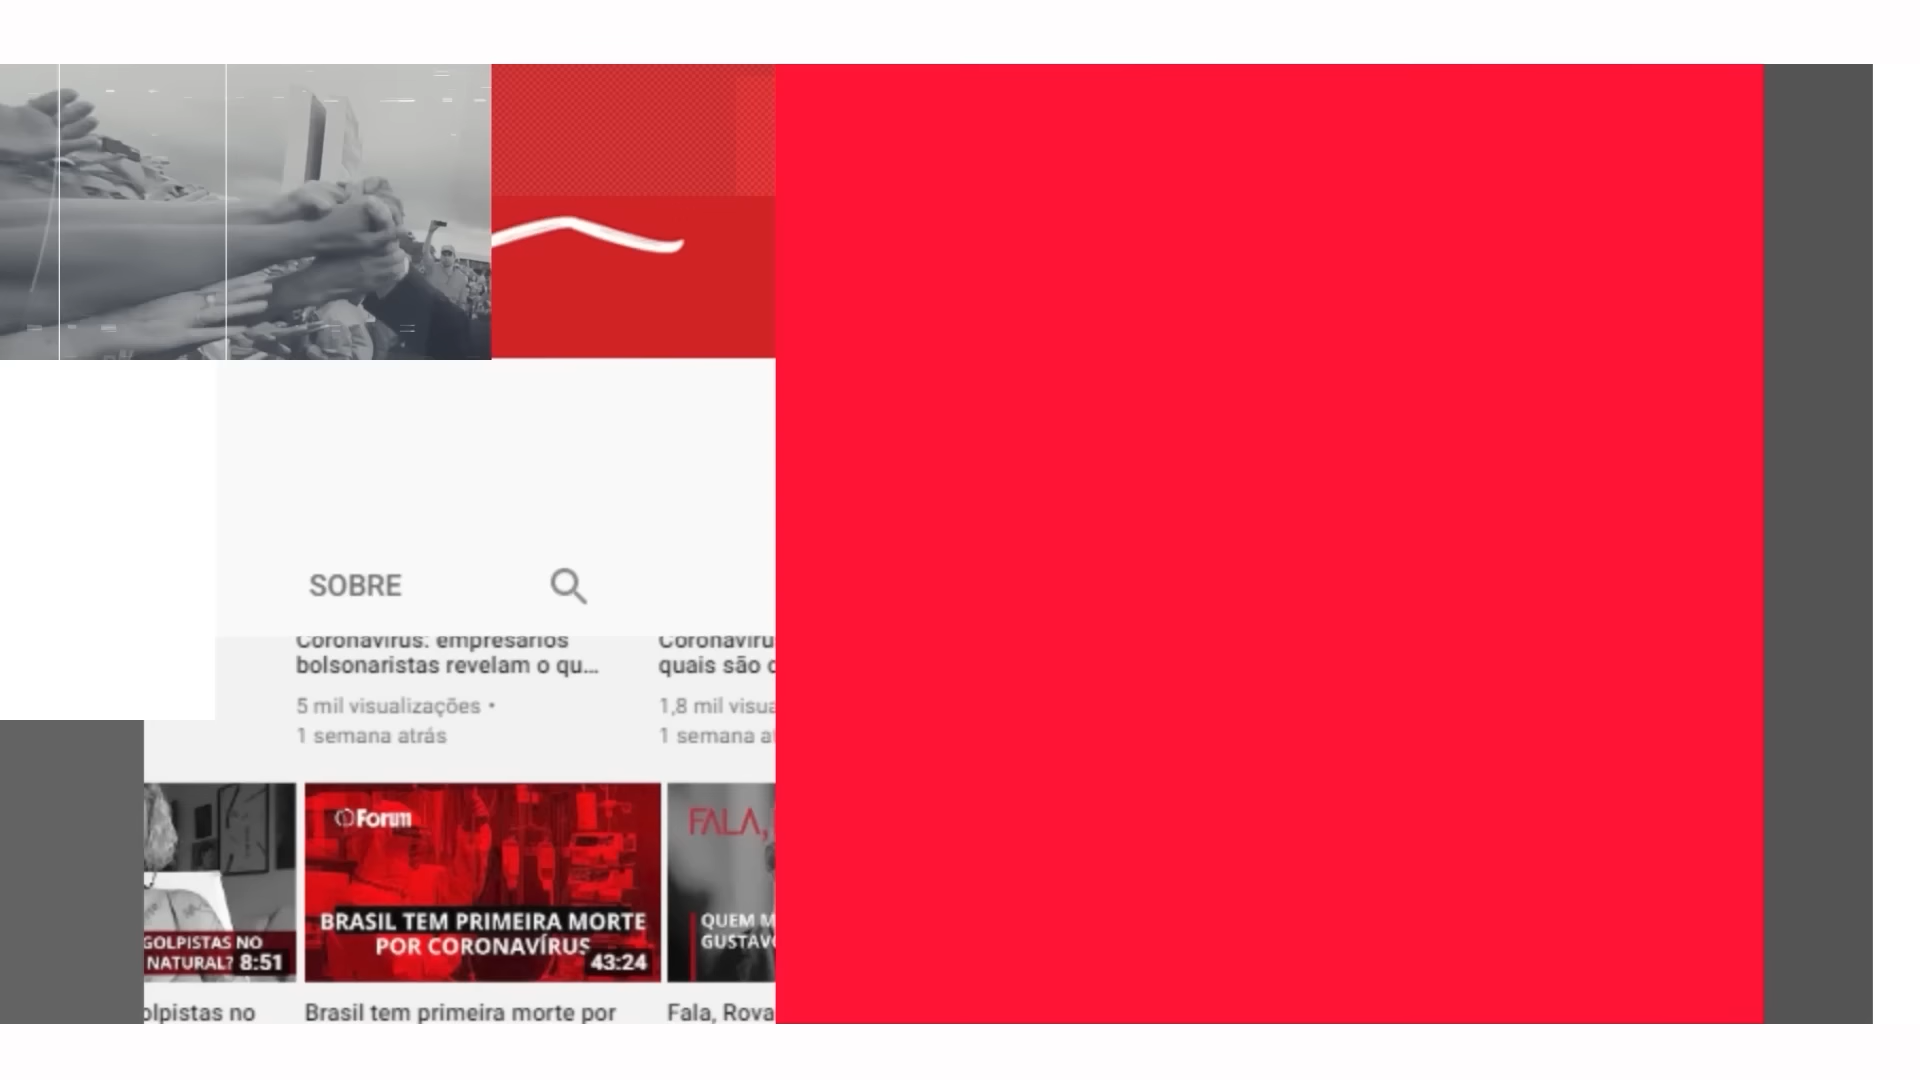 SOBRE
Coronavírus: empresários
bolsonaristas revelam o qu...
5 mil visualizações •
1 semana atrás
quais são
1,8 mil
1 semana
Forum
BRASIL TEM PRIMEIRA MORTE
POR CORONAVÍRUS
43:24
GOLPISTAS NO
NATURAL? 8:51
FALA,
QUEM
no
Brasil tem primeira morte por
Fala,